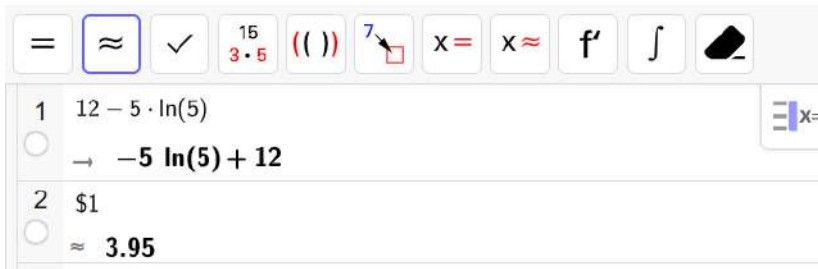 = ≈ ✓ 15 3·5 (( )) 7 x= x≈ f′ ∫
1 12 − 5 · ln(5)
→ −5 ln(5) + 12
x=
2 $1
≈ 3.95